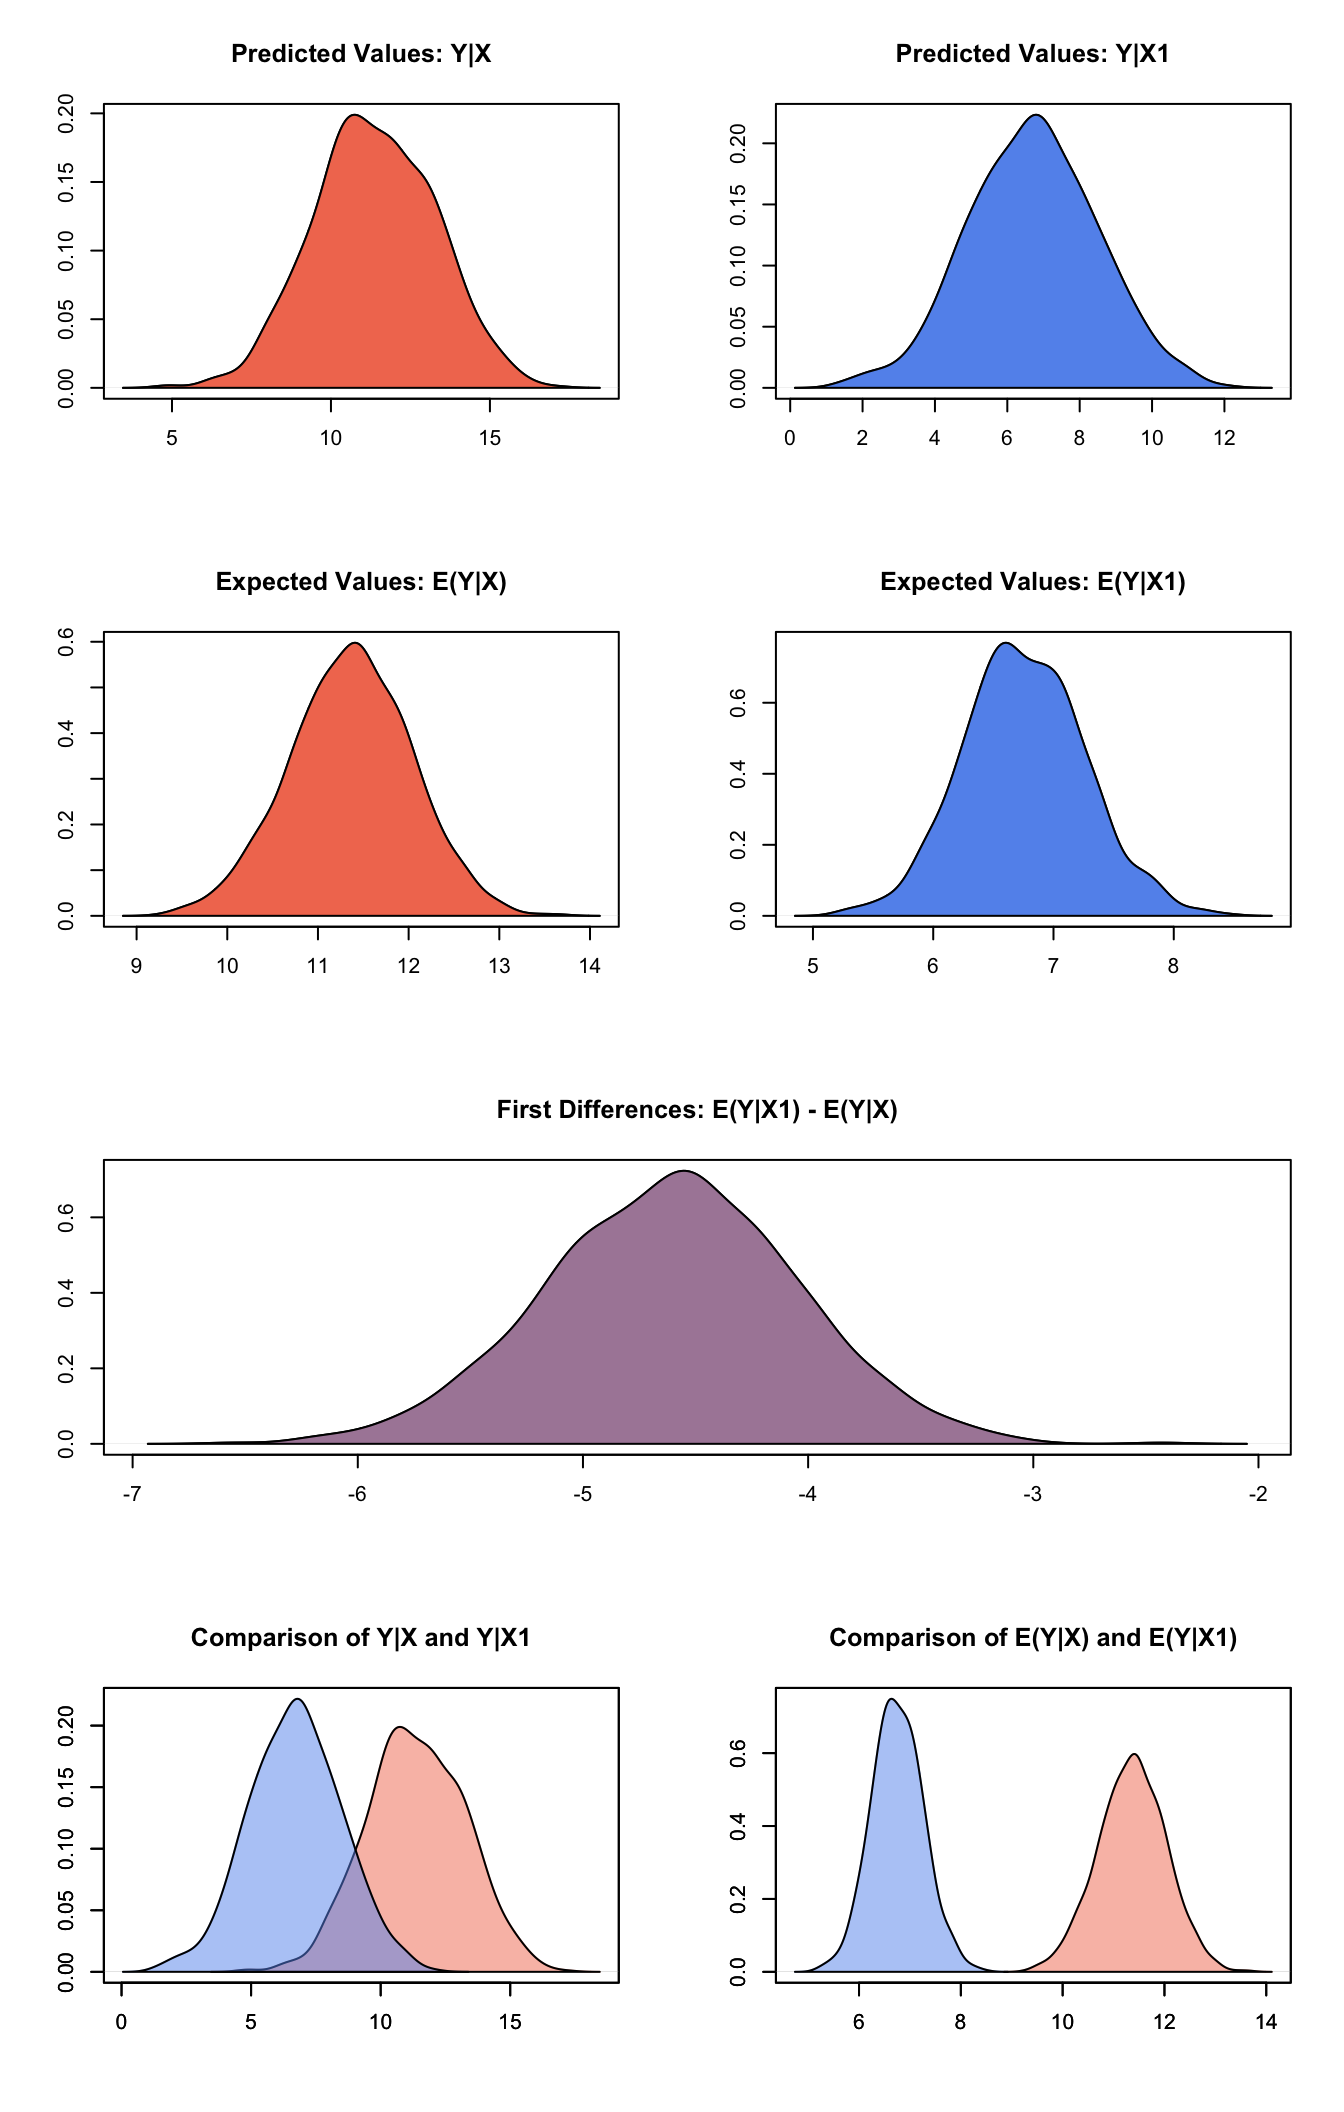 Predicted Values: Y|X
0.00 0.05 0.10 0.15 0.20
5 10 15
Predicted Values: Y|X1
0.00 0.05 0.10 0.15 0.20
0 2 4 6 8 10 12
Expected Values: E(Y|X)
0.0 0.2 0.4 0.6
9 10 11 12 13 14
Expected Values: E(Y|X1)
0.0 0.2 0.4 0.6
5 6 7 8
First Differences: E(Y|X1) - E(Y|X)
0.0 0.2 0.4 0.6
-7 -6 -5 -4 -3 -2
Comparison of Y|X and Y|X1
0.00 0.05 0.10 0.15 0.20
0 5 10 15
Comparison of E(Y|X) and E(Y|X1)
0.0 0.2 0.4 0.6
6 8 10 12 14